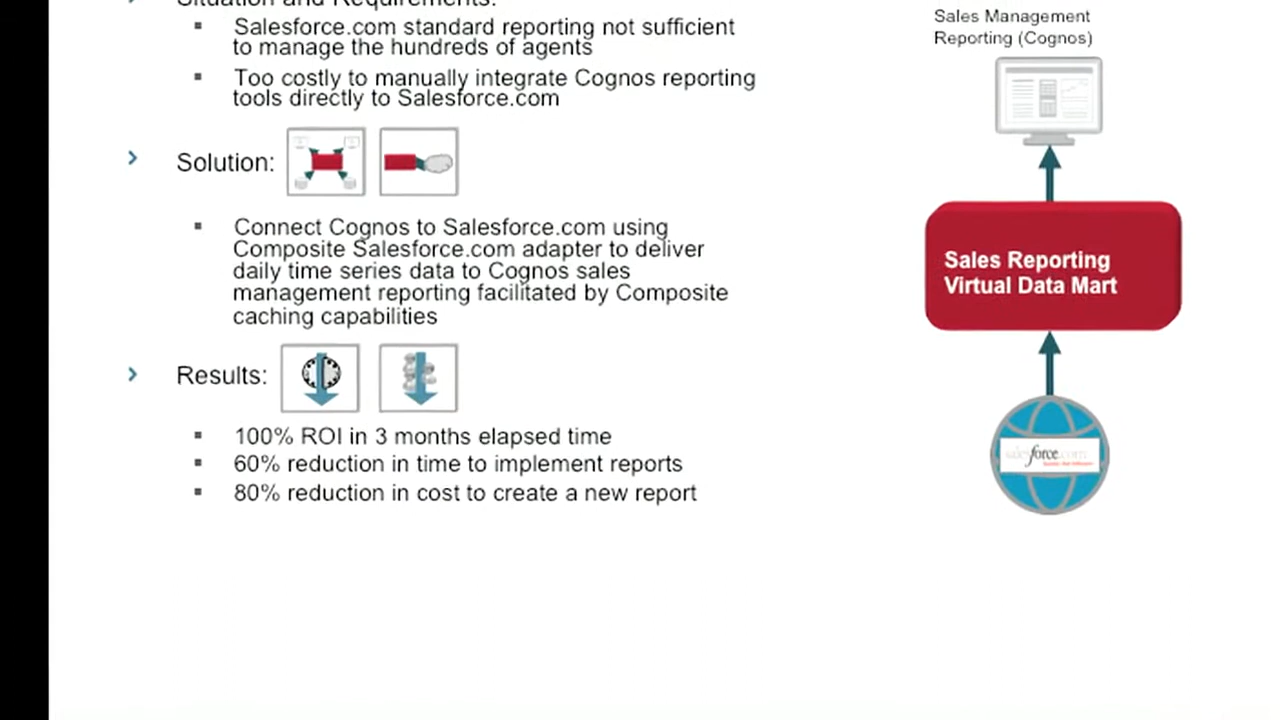 Situation and Requirements:
Salesforce.com standard reporting not sufficient
to manage the hundreds of agents
Too costly to manually integrate Cognos reporting
tools directly to Salesforce.com
Solution:
Connect Cognos to Salesforce.com using
Composite Salesforce.com adapter to deliver
daily time series data to Cognos sales
management reporting facilitated by Composite
caching capabilities
Results:
100% ROI in 3 months elapsed time
60% reduction in time to implement reports
80% reduction in cost to create a new report
Sales Management
Reporting (Cognos)
Sales Reporting
Virtual Data Mart
salesforce.com